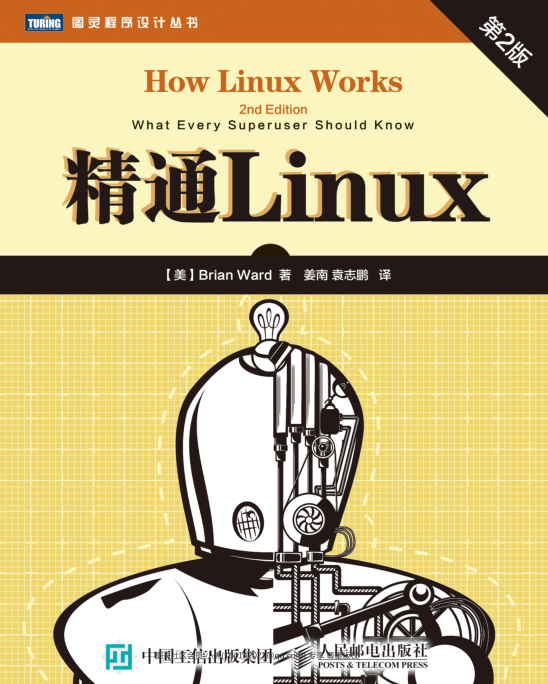 TURING 图灵程序设计丛书
第2版
How Linux Works
2nd Edition
What Every Superuser Should Know
精通Linux
【美】Brian Ward 著 姜南 袁志鹏 译
中国工信出版集团
人民邮电出版社
POSTS & TELECOM PRESS